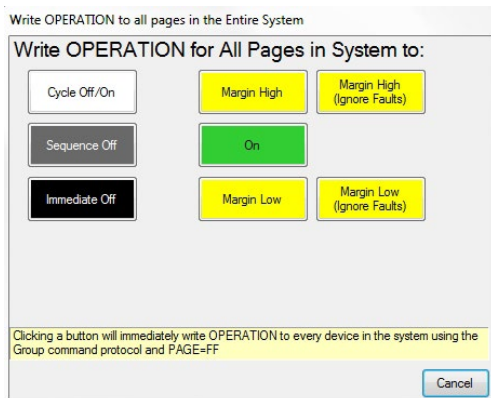 Write OPERATION to all pages in the Entire System
Write OPERATION for All Pages in System to:
Cycle Off/On
Margin High
Margin High
(Ignore Faults)
Sequence Off
On
Immediate Off
Margin Low
Margin Low
(Ignore Faults)
Clicking a button will immediately write OPERATION to every device in the system using the
Group command protocol and PAGE=FF
Cancel